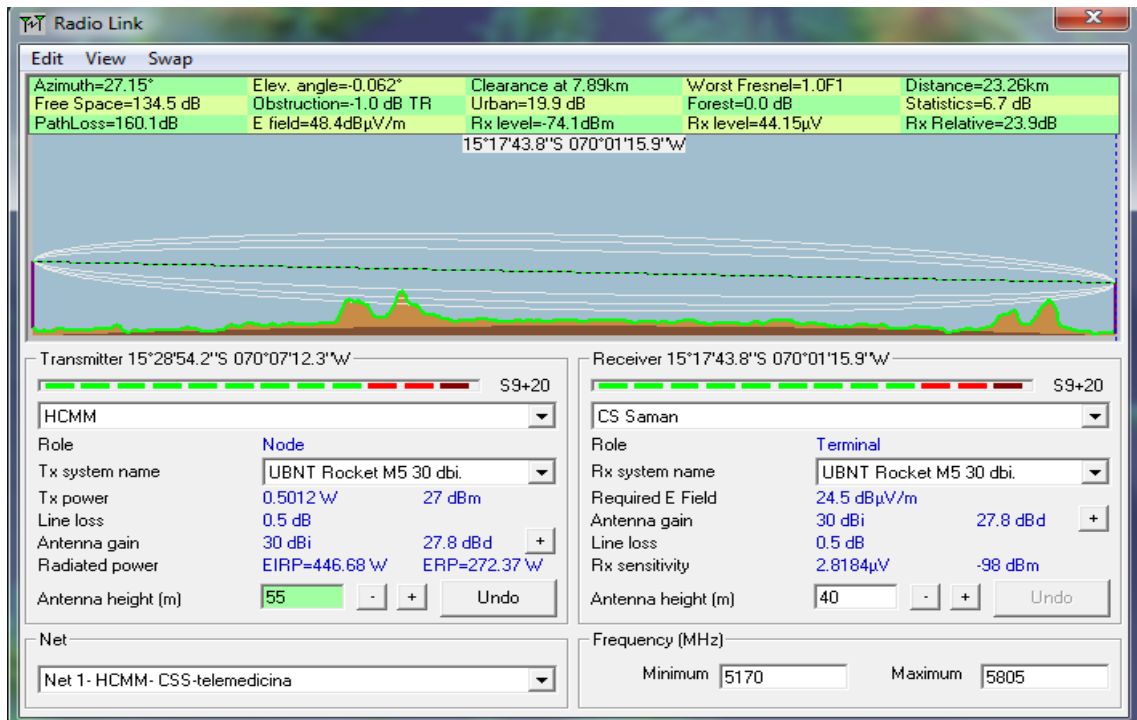 Radio Link
Edit View Swap
Azimuth=27.15° Elev. angle=-0.062° Clearance at 7.89km Worst Fresnel=1.0F1 Distance=23.26km
Free Space=134.5 dB Obstruction=-1.0 dB TR Urban=19.9 dB Forest=0.0 dB Statistics=6.7 dB
PathLoss=160.1dB E field=48.4dBµV/m Rx level=-74.1dBm Rx level=44.15µV Rx Relative=23.9dB
15°17'43.8"S 070°01'15.9"W
Transmitter 15°28'54.2"S 070°07'12.3"W
S9+20
HCMM
Role Node
Tx system name UBNT Rocket M5 30 dbi.
Tx power 0.5012 W 27 dBm
Line loss 0.5 dB
Antenna gain 30 dBi 27.8 dBd +
Radiated power EIRP=446.68 W ERP=272.37 W
Antenna height (m) 55 - + Undo
Net
Net 1- HCMM- CSS-telemedicina
Receiver 15°17'43.8"S 070°01'15.9"W
S9+20
CS Saman
Role Terminal
Rx system name UBNT Rocket M5 30 dbi.
Required E Field 24.5 dBµV/m
Antenna gain 30 dBi 27.8 dBd +
Line loss 0.5 dB
Rx sensitivity 2.8184µV -98 dBm
Antenna height (m) 40 - + Undo
Frequency (MHz)
Minimum 5170 Maximum 5805